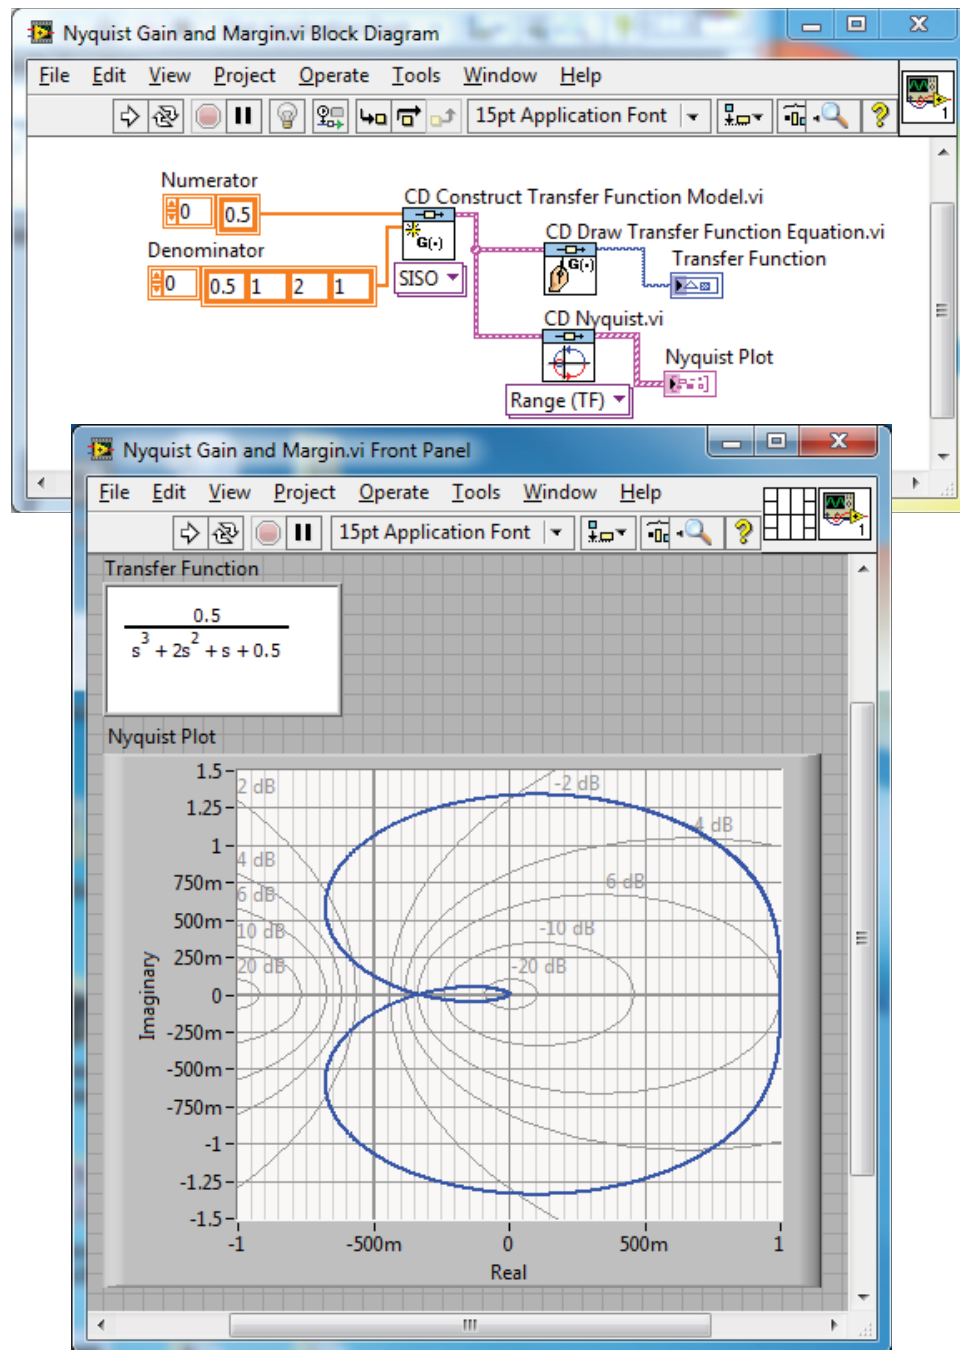 Nyquist Gain and Margin.vi Block Diagram
File Edit View Project Operate Tools Window Help
15pt Application Font
1
Numerator
0 0.5
CD Construct Transfer Function Model.vi
G(·)
SISO
Denominator
0 0.5 1 2 1
CD Draw Transfer Function Equation.vi
G(·)
Transfer Function
CD Nyquist.vi
Nyquist Plot
Range (TF)
Nyquist Gain and Margin.vi Front Panel
File Edit View Project Operate Tools Window Help
15pt Application Font
1
Transfer Function
0.5
s³ + 2s² + s + 0.5
Nyquist Plot
Imaginary
1.5
1.25
1
750m
500m
250m
0
-250m
-500m
-750m
-1
-1.25
-1.5
2 dB
-2 dB
4 dB
-4 dB
6 dB
6 dB
10 dB
-10 dB
20 dB
-20 dB
-1 -500m 0 500m 1
Real